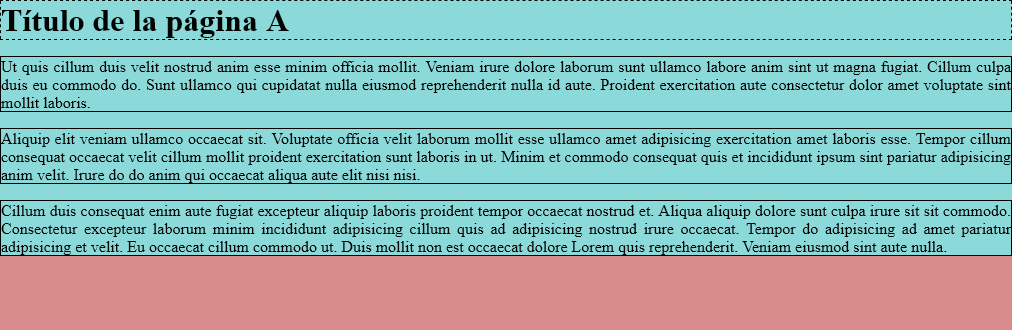 Título de la página A
Ut quis cillum duis velit nostrud anim esse minim officia mollit. Veniam irure dolore laborum sunt ullamco labore anim sint ut magna fugiat. Cillum culpa
duis eu commodo do. Sunt ullamco qui cupidatat nulla eiusmod reprehenderit nulla id aute. Proident exercitation aute consectetur dolor amet voluptate sint
mollit laboris.
Aliquip elit veniam ullamco occaecat sit. Voluptate officia velit laborum mollit esse ullamco amet adipisicing exercitation amet laboris esse. Tempor cillum
consequat occaecat velit cillum mollit proident exercitation sunt laboris in ut. Minim et commodo consequat quis et incididunt ipsum sint pariatur adipisicing
anim velit. Irure do do anim qui occaecat aliqua aute elit nisi nisi.
Cillum duis consequat enim aute fugiat excepteur aliquip laboris proident tempor occaecat nostrud et. Aliqua aliquip dolore sunt culpa irure sit sit commodo.
Consectetur excepteur laborum minim incididunt adipisicing cillum quis ad adipisicing nostrud irure occaecat. Tempor do adipisicing ad amet pariatur
adipisicing et velit. Eu occaecat cillum commodo ut. Duis mollit non est occaecat dolore Lorem quis reprehenderit. Veniam eiusmod sint aute nulla.